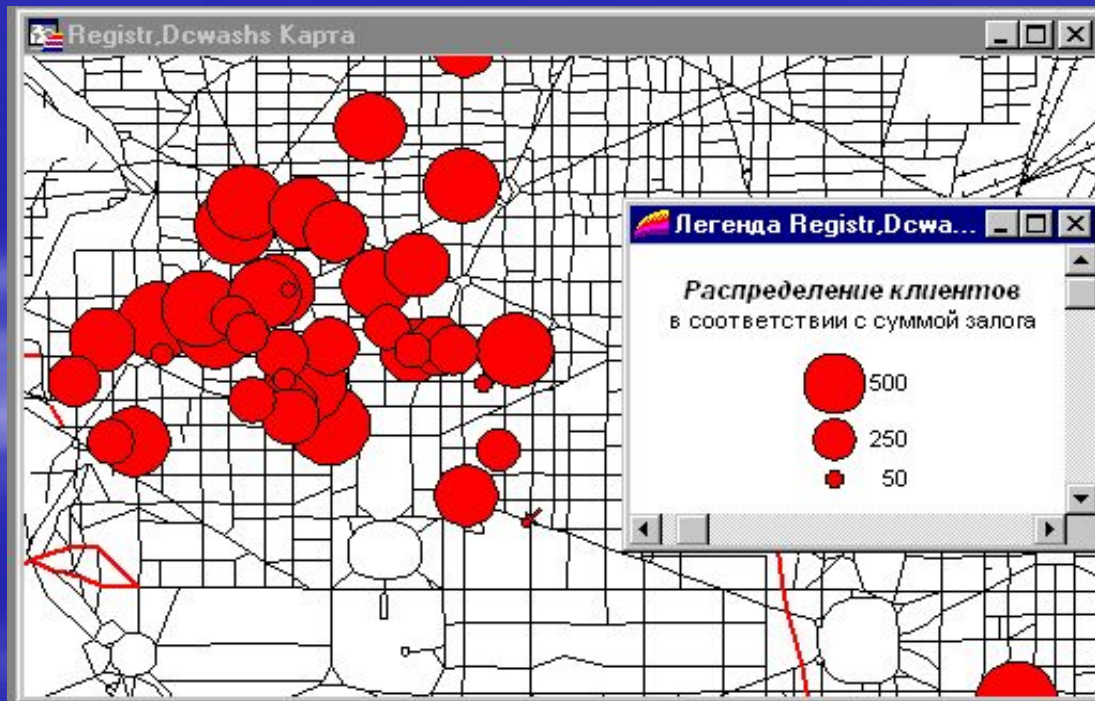 Registr,Dcwashs Карта
Легенда Registr,Dcwa...
Распределение клиентов
в соответствии с суммой залога
500
250
50